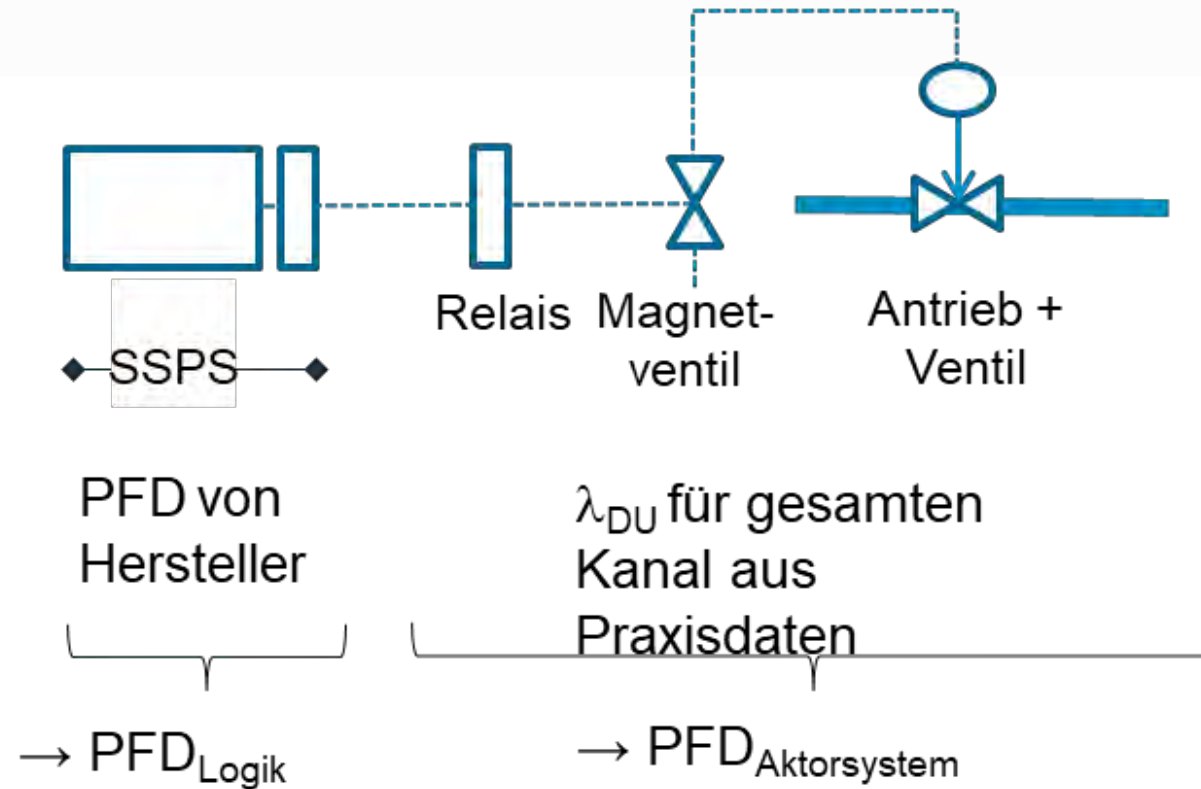 Relais
Magnet-
ventil
Antrieb +
Ventil
SSPS
PFD von
Hersteller
λDU für gesamten
Kanal aus
Praxisdaten
→ PFDLogik
→ PFDAktorsystem